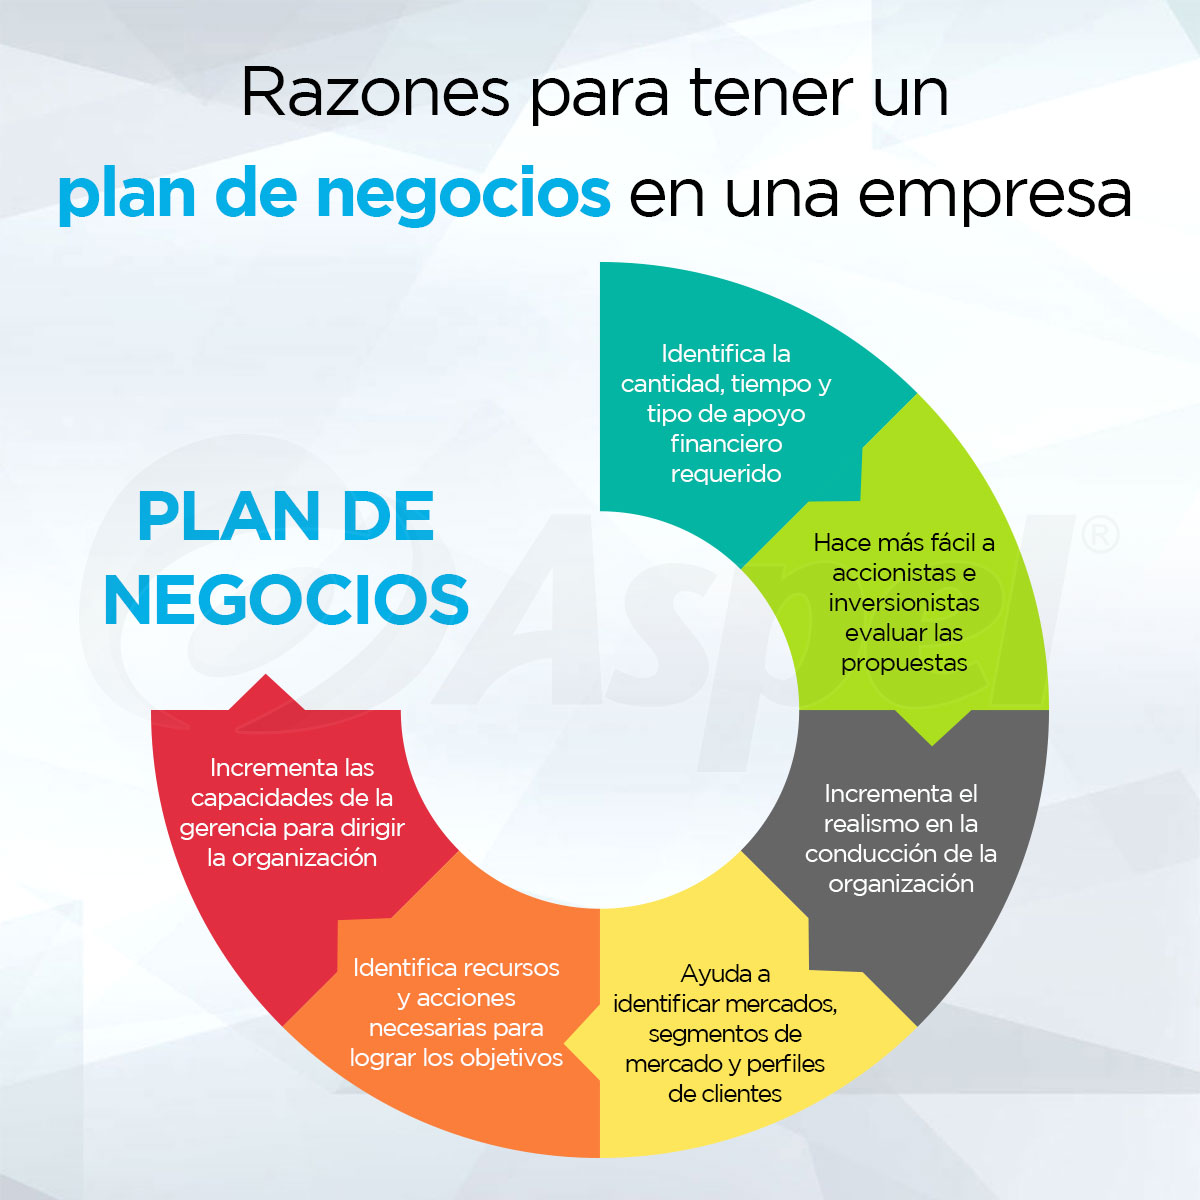 Razones para tener un
plan de negocios en una empresa
Identifica la
cantidad, tiempo y
tipo de apoyo
financiero
requerido
Hace más fácil a
accionistas e
inversionistas
evaluar las
propuestas
Incrementa el
realismo en la
conducción de la
organización
Ayuda a
identificar mercados,
segmentos de
mercado y perfiles
de clientes
Identifica recursos
y acciones
necesarias para
lograr los objetivos
Incrementa las
capacidades de la
gerencia para dirigir
la organización
PLAN DE
NEGOCIOS
Aspel®